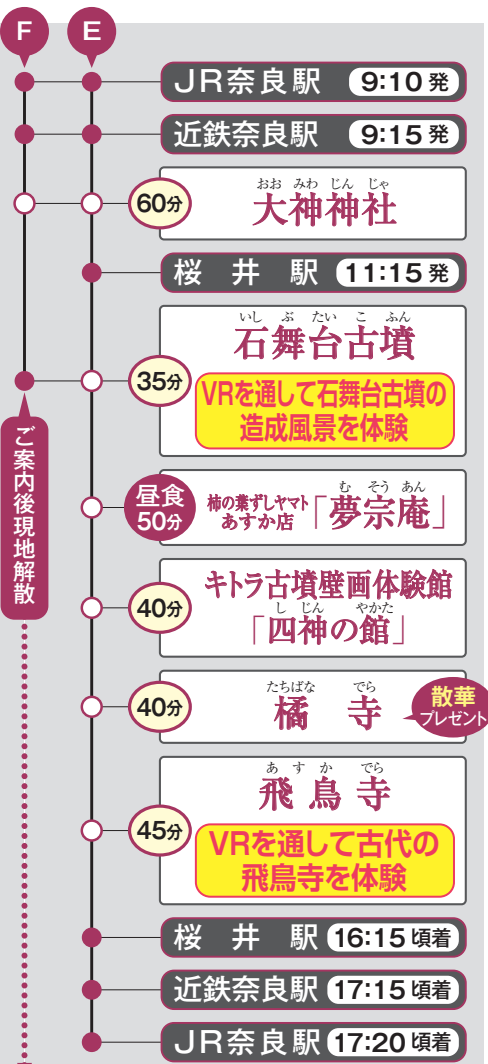 F E
JR奈良駅 9:10発
近鉄奈良駅 9:15発
60分
おお みわ じん じゃ
大神神社
桜井駅 11:15発
いし ぶ たい こ ふん
石舞台古墳
35分
VRを通して石舞台古墳の
造成風景を体験
ご案内後現地解散
昼食
50分
柿の葉ずしヤマト
あすか店
む そう あん
「夢宗庵」
40分
キトラ古墳壁画体験館
し じん やかた
「四神の館」
40分
たちばな でら
橘寺
散華
プレゼント
あ す か でら
飛鳥寺
45分
VRを通して古代の
飛鳥寺を体験
桜井駅 16:15頃着
近鉄奈良駅 17:15頃着
JR奈良駅 17:20頃着